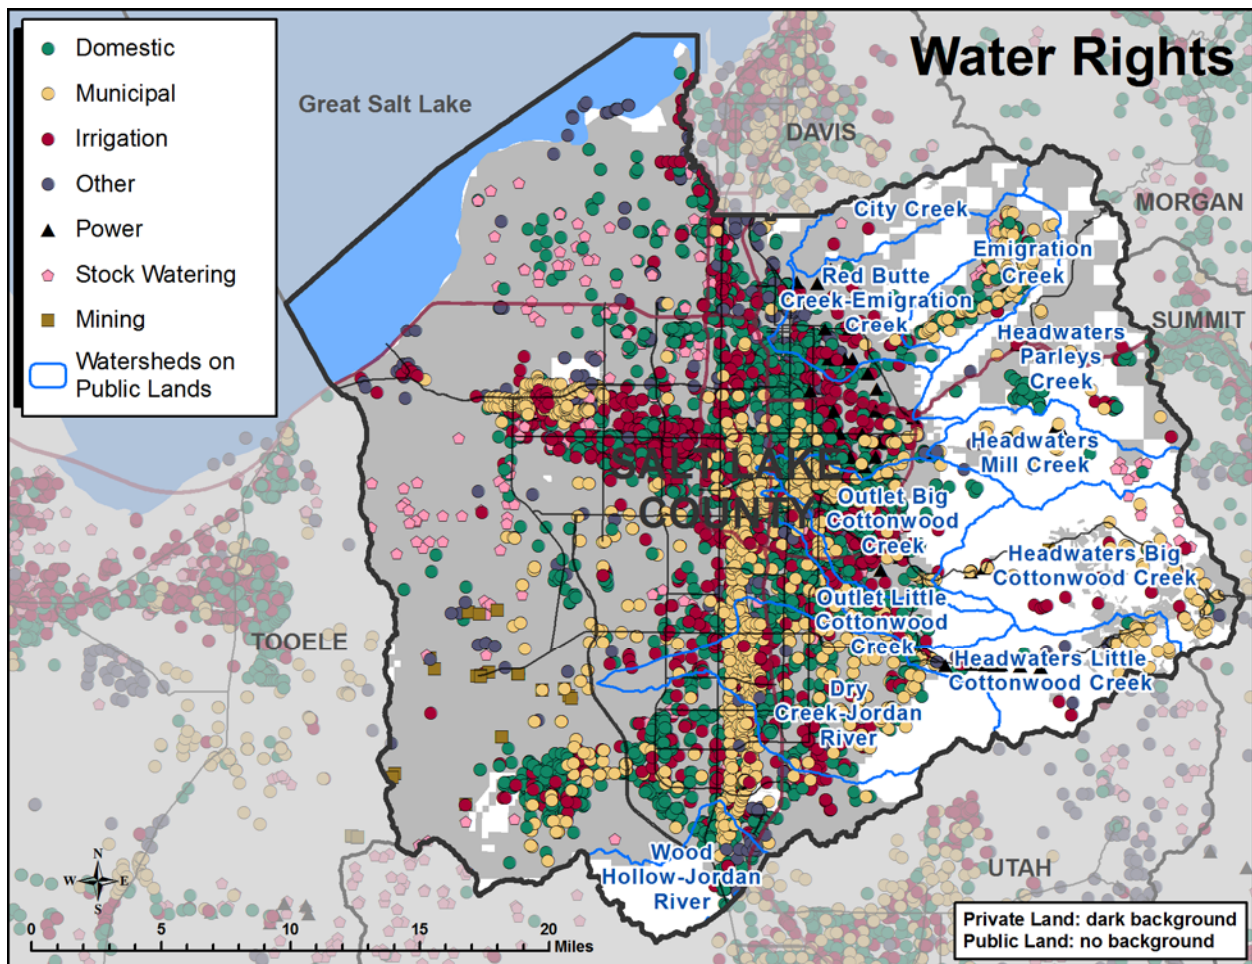 Water Rights
Domestic
Municipal
Irrigation
Other
Power
Stock Watering
Mining
Watersheds on
Public Lands
Great Salt Lake
DAVIS
MORGAN
SUMMIT
City Creek
Emigration
Creek
Red Butte
Creek-Emigration
Creek
Headwaters
Parleys
Creek
Headwaters
Mill Creek
SALT LAKE
COUNTY
Outlet Big
Cottonwood
Creek
Headwaters Big
Cottonwood Creek
Outlet Little
Cottonwood
Creek
Headwaters Little
Cottonwood Creek
TOOELE
Dry
Creek-Jordan
River
Wood
Hollow-Jordan
River
UTAH
N
W
E
S
0
5
10
15
20
Miles
Private Land: dark background
Public Land: no background